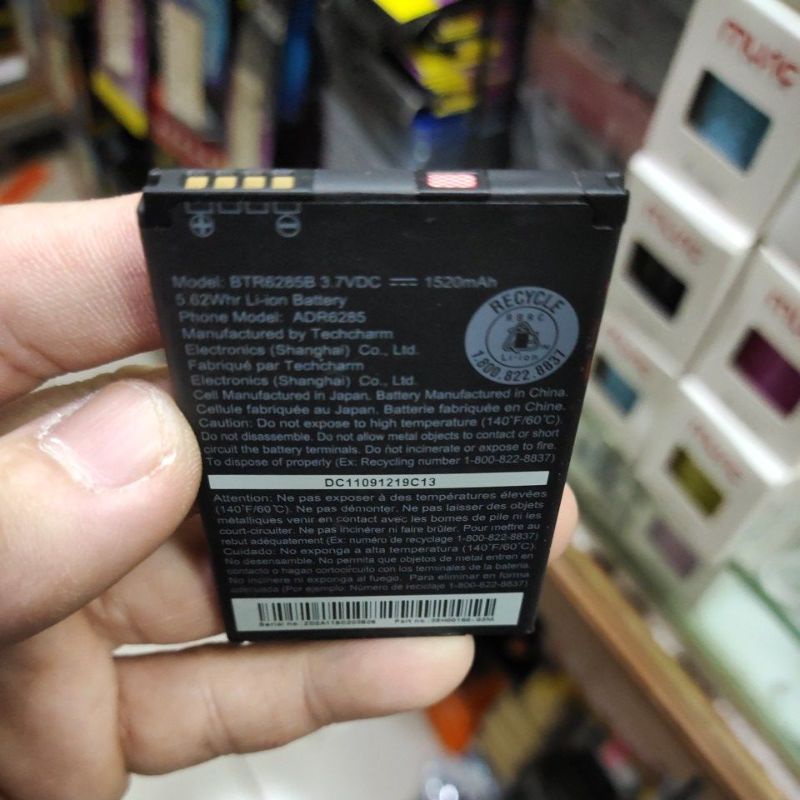 Model: BTR6285B 3.7VDC 1520mAh
5.62Whr Li-ion Battery
Phone Model: ADR6285
Manufactured by Techcharm
Electronics (Shanghai) Co., Ltd.
Fabriqué par Techcarm
Electronics (Shanghai) Co., Ltd.
Cell Manufactured in Japan, Battery Manufactured in China.
Cellule fabriquée au Japan, Batterie fabriquée en Chine.
Caution: Do not expose to high temperature (140°F/60°C).
Do not disassemble. Do not allow metal objects to contact or short
circuit the battery terminals. Do not incinerate or expose to fire.
To dispose of properly (Ex: Recycling number 1-800-822-8837)
RECYCLE
RBRC
Li-ion
1.800.822.8837
DC11091219C13
Attention: Ne pas exposer à des températures élevées
(140°F/60°C). Ne pas démonter. Ne pas laisser des objets
métalliques venir en contact avec les bornes de pile ni les
court-circuiter. Ne pas incinérer ni faire brûler. Pour mettre au
rebut adéquatement (Ex: numéro de recyclage 1-800-822-8837)
Cuidado: No exponga a alta temperatura (140°F/60°C).
No desensamble. No permita que objetos de metal entren en
contacto o hagan cortocircuito con los terminales de la batería.
No incinere ni exponga al fuego. Para eliminar en forma
adecuada (Por ejemplo: Número de reciclaje 1-800-822-8837)
Serial no:
Part no:
music